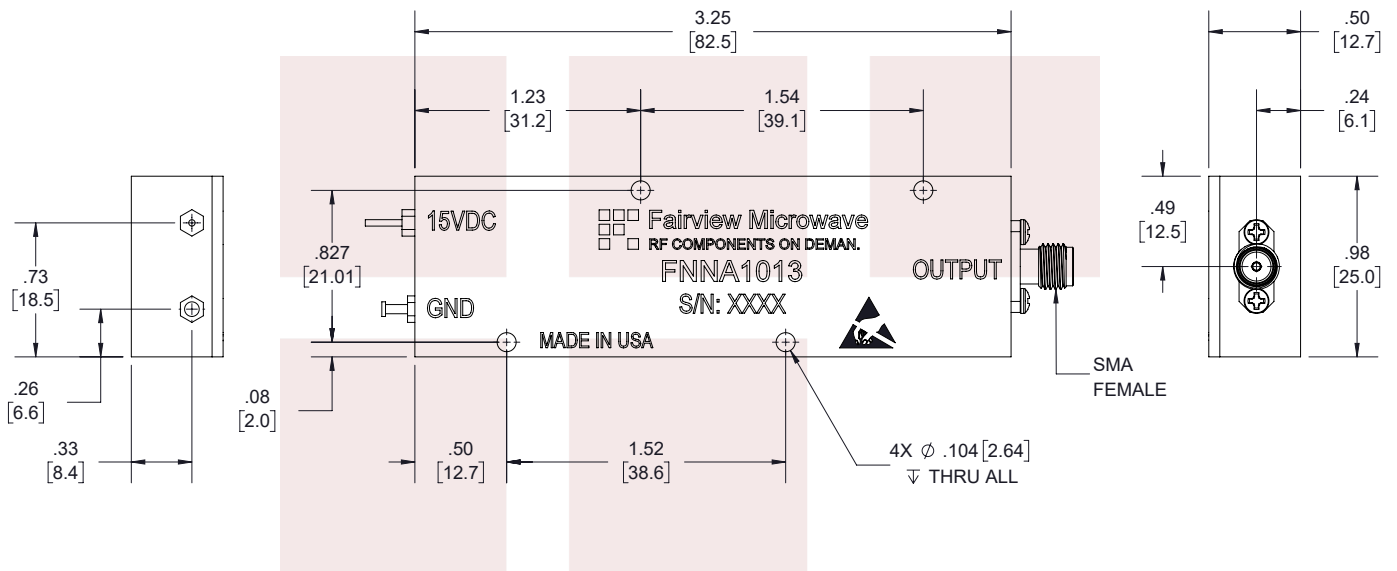 3.25
[82.5]
.50
[12.7]
1.23
[31.2]
1.54
[39.1]
.24
[6.1]
15VDC
Fairview Microwave
RF COMPONENTS ON DEMAN.
FNNA1013
S/N: XXXX
OUTPUT
GND
MADE IN USA
.827
[21.01]
.73
[18.5]
.26
[6.6]
.33
[8.4]
.08
[2.0]
.50
[12.7]
1.52
[38.6]
4X Ø .104 [2.64]
↧ THRU ALL
SMA
FEMALE
.49
[12.5]
.98
[25.0]